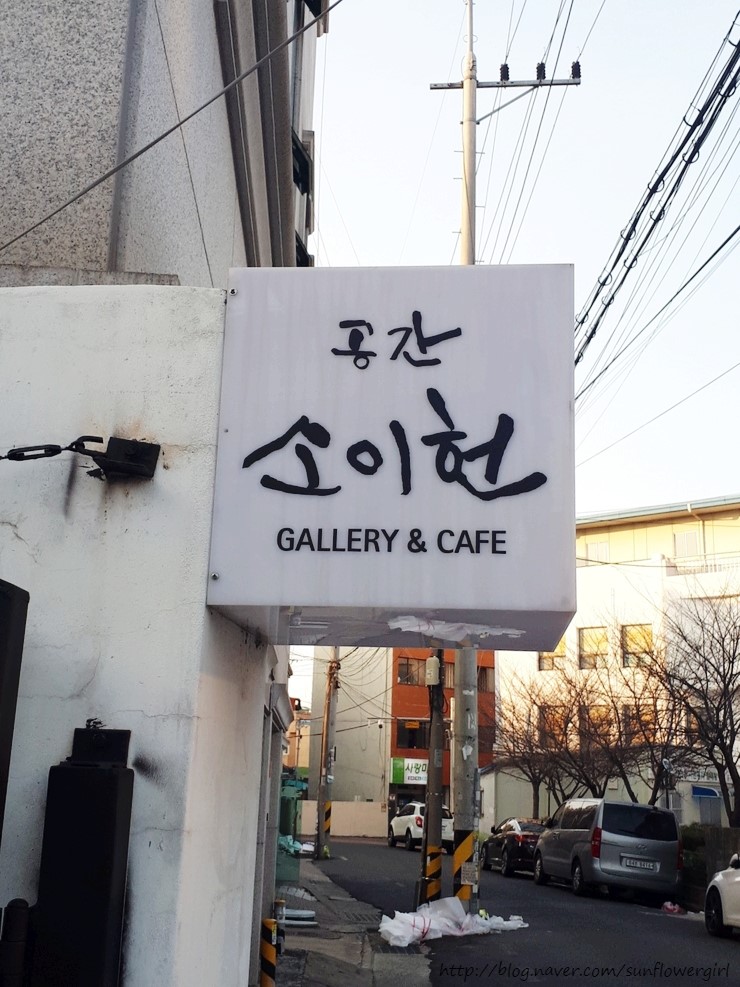 공간
소이헌
GALLERY & CAFE
http://blog.naver.com/sunflowergirl